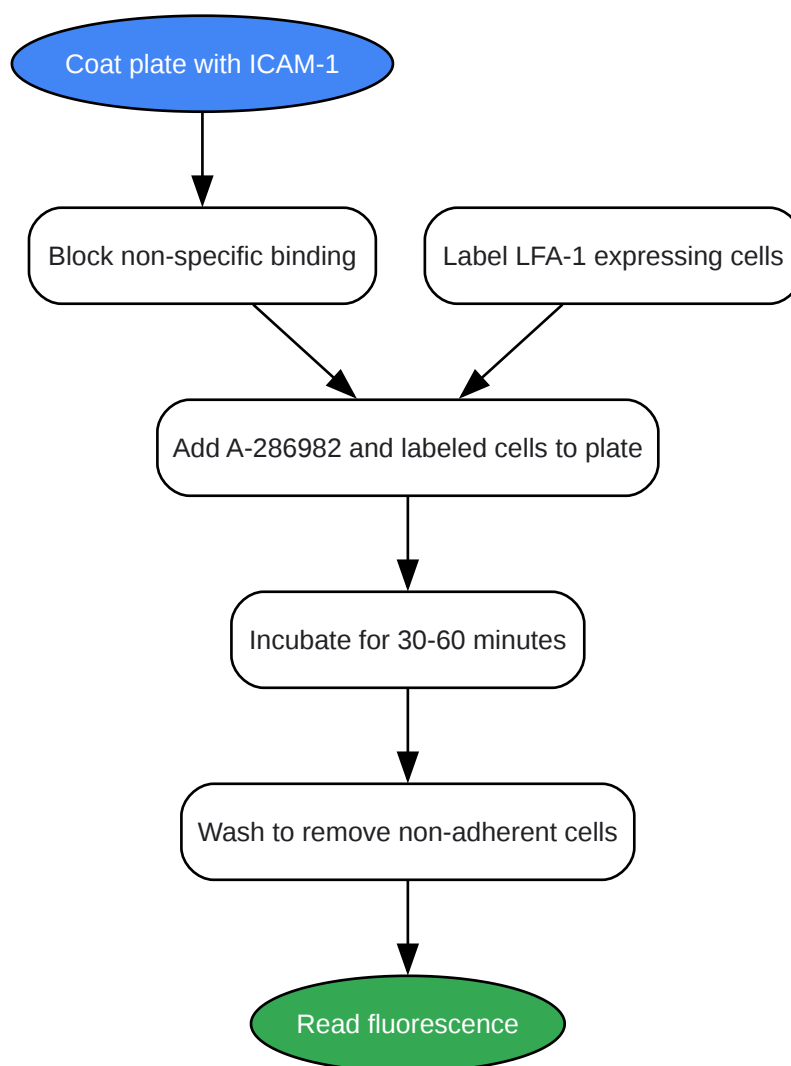 Coat plate with ICAM-1
Block non-specific binding
Label LFA-1 expressing cells
Add A-286982 and labeled cells to plate
Incubate for 30-60 minutes
Wash to remove non-adherent cells
Read fluorescence